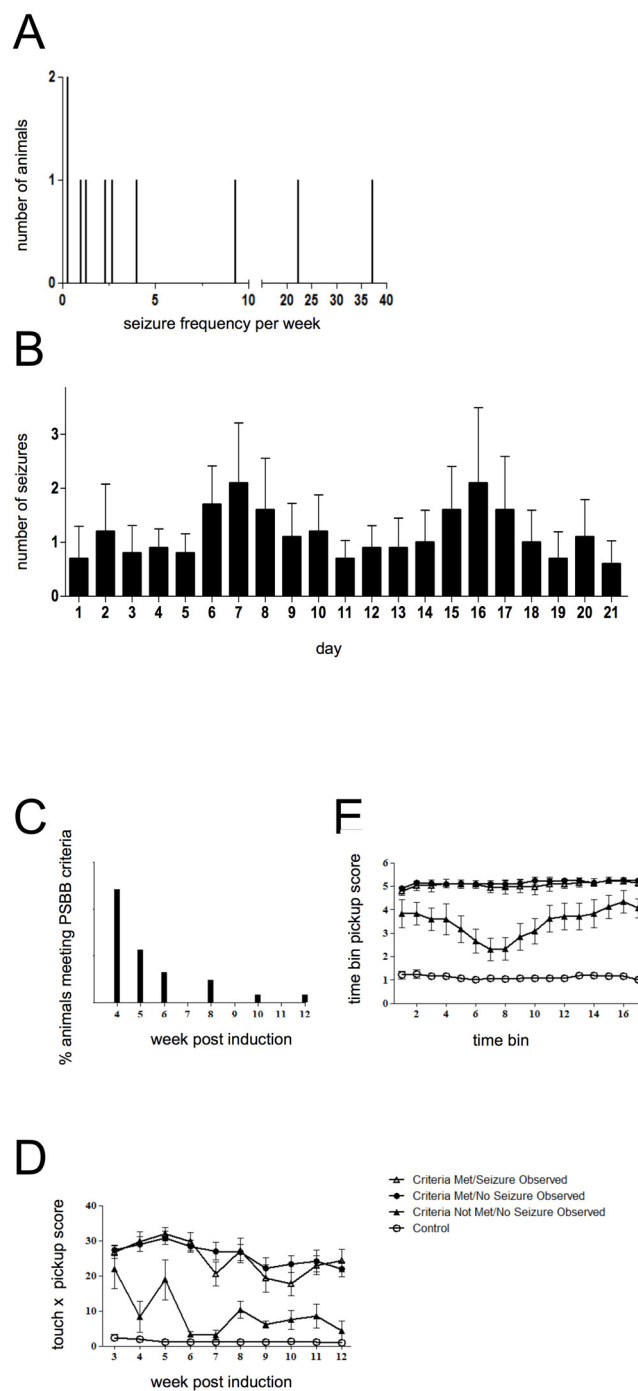 A
2
1
0
number of animals
0 5 10 20 25 30 35 40
seizure frequency per week
B
3
2
1
0
number of seizures
1 2 3 4 5 6 7 8 9 10 11 12 13 14 15 16 17 18 19 20 21
day
C
% animals meeting PSBB criteria
4 5 6 7 8 9 10 11 12
week post induction
E
6
5
4
3
2
1
0
time bin pickup score
2 4 6 8 10 12 14 16
time bin
D
40
30
20
10
0
touch x pickup score
3 4 5 6 7 8 9 10 11 12
week post induction
Criteria Met/Seizure Observed
Criteria Met/No Seizure Observed
Criteria Not Met/No Seizure Observed
Control